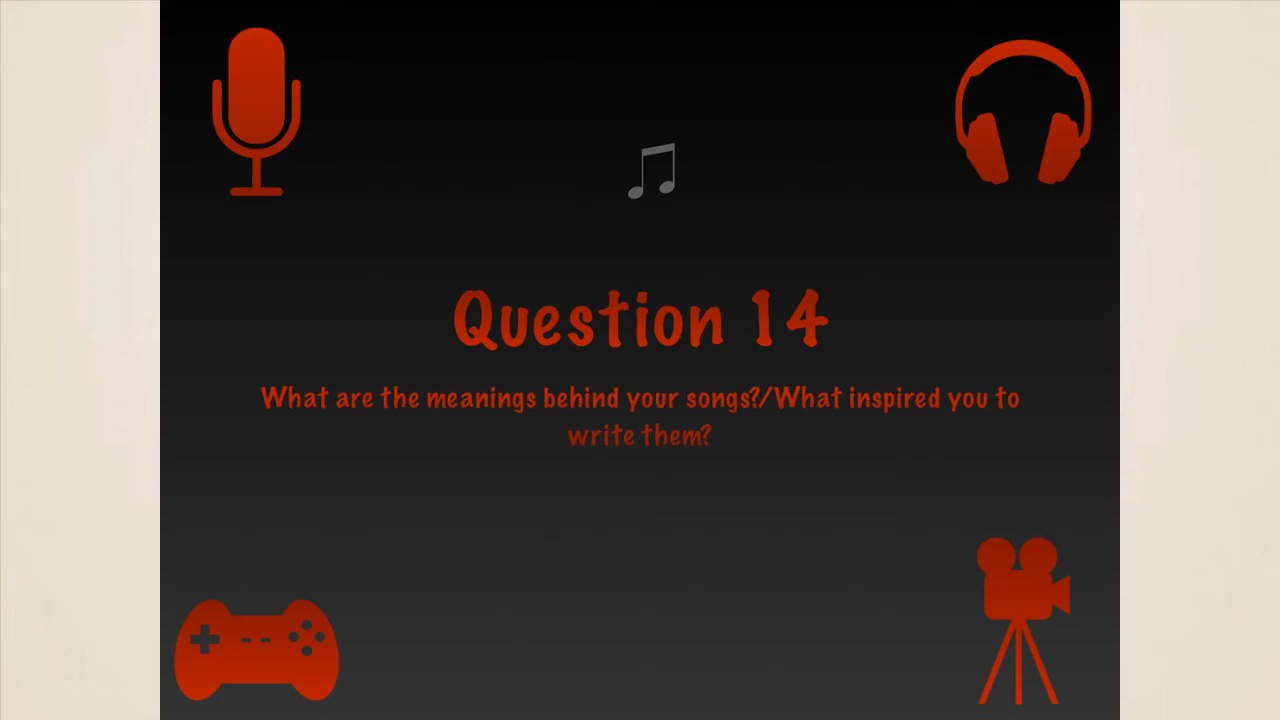 Question 14
What are the meanings behind your songs?/What inspired you to
write them?